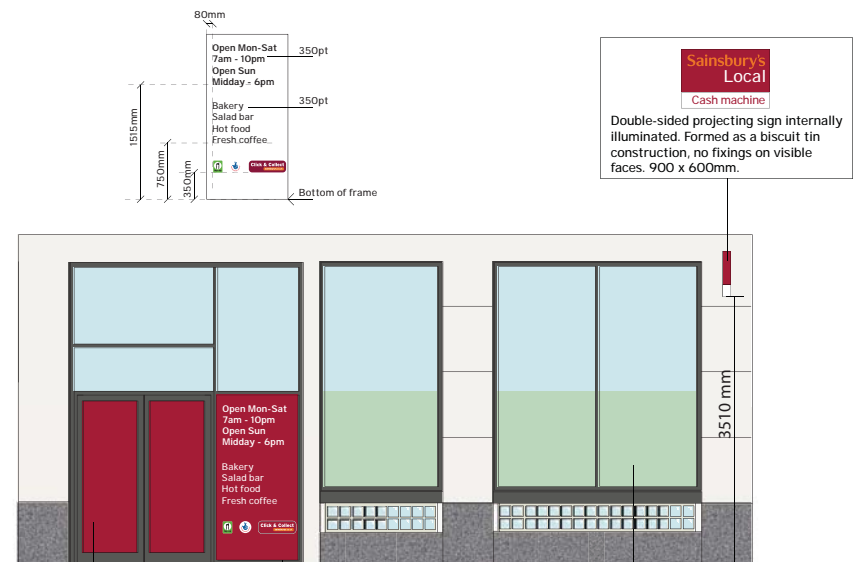 80mm
Open Mon-Sat
7am - 10pm
Open Sun
Midday - 6pm
350pt
Bakery
Salad bar
Hot food
Fresh coffee
350pt
Click & Collect
1515mm
750mm
350mm
Bottom of frame
Sainsbury's
Local
Cash machine
Double-sided projecting sign internally
illuminated. Formed as a biscuit tin
construction, no fixings on visible
faces. 900 x 600mm.
3510 mm
Open Mon-Sat
7am - 10pm
Open Sun
Midday - 6pm
Bakery
Salad bar
Hot food
Fresh coffee
Click & Collect